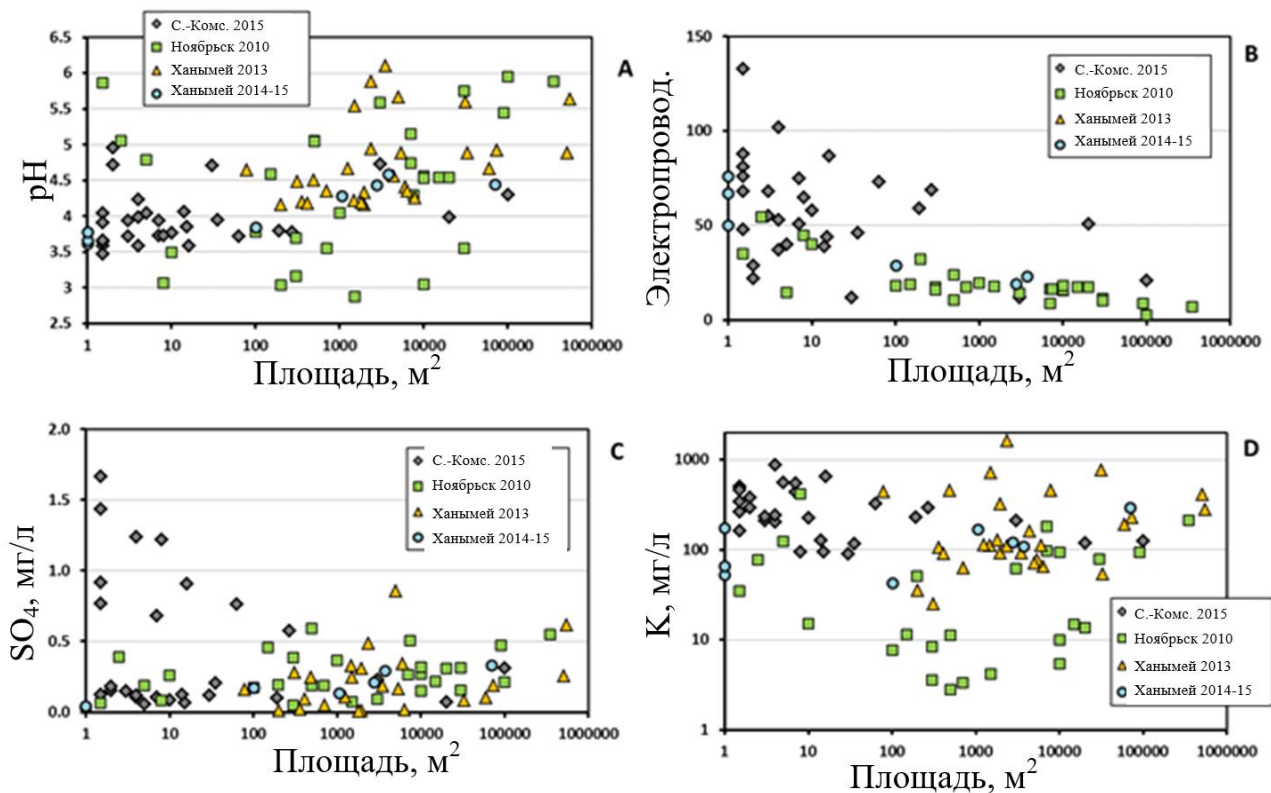 С.-Комс. 2015
Ноябрьск 2010
Ханымей 2013
Ханымей 2014-15
A
pH
6.5
6
5.5
5
4.5
4
3.5
3
2.5
1 10 100 1000 10000 100000 1000000
Площадь, м²
B
Электропровод.
150
100
50
0
С.-Комс. 2015
Ноябрьск 2010
Ханымей 2013
Ханымей 2014-15
1 10 100 1000 10000 100000 1000000
Площадь, м²
C
SO₄, мг/л
2.0
1.5
1.0
0.5
0.0
С.-Комс. 2015
Ноябрьск 2010
Ханымей 2013
Ханымей 2014-15
1 10 100 1000 10000 100000 1000000
Площадь, м²
D
K, мг/л
1000
100
10
1
С.-Комс. 2015
Ноябрьск 2010
Ханымей 2013
Ханымей 2014-15
1 10 100 1000 10000 100000 1000000
Площадь, м²